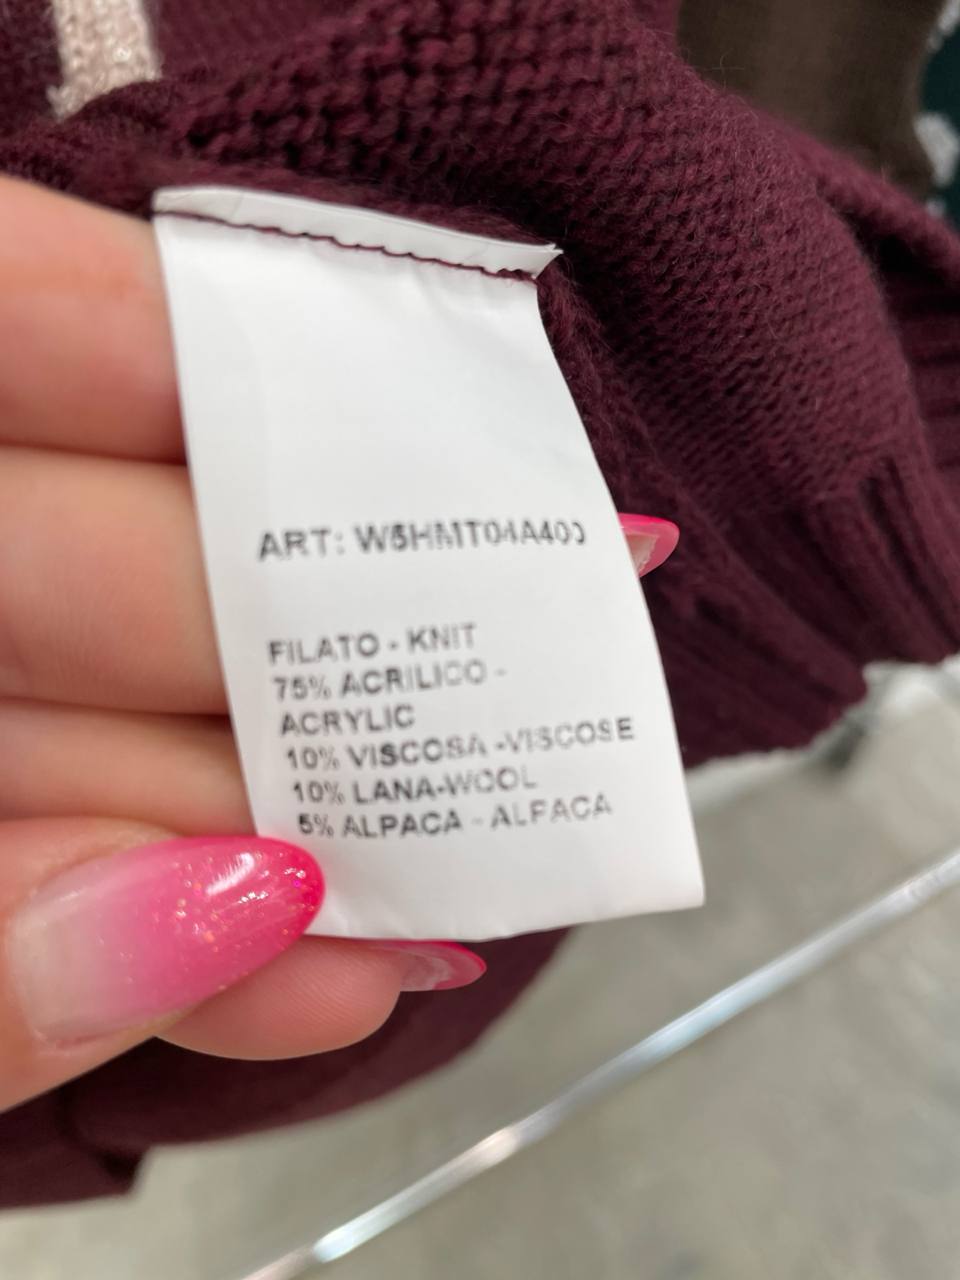 ART: W5HMT04A400
FILATO - KNIT
75% ACRILICO -
ACRYLIC
10% VISCOSA -VISCOSE
10% LANA-WOOL
5% ALPACA - ALPACA